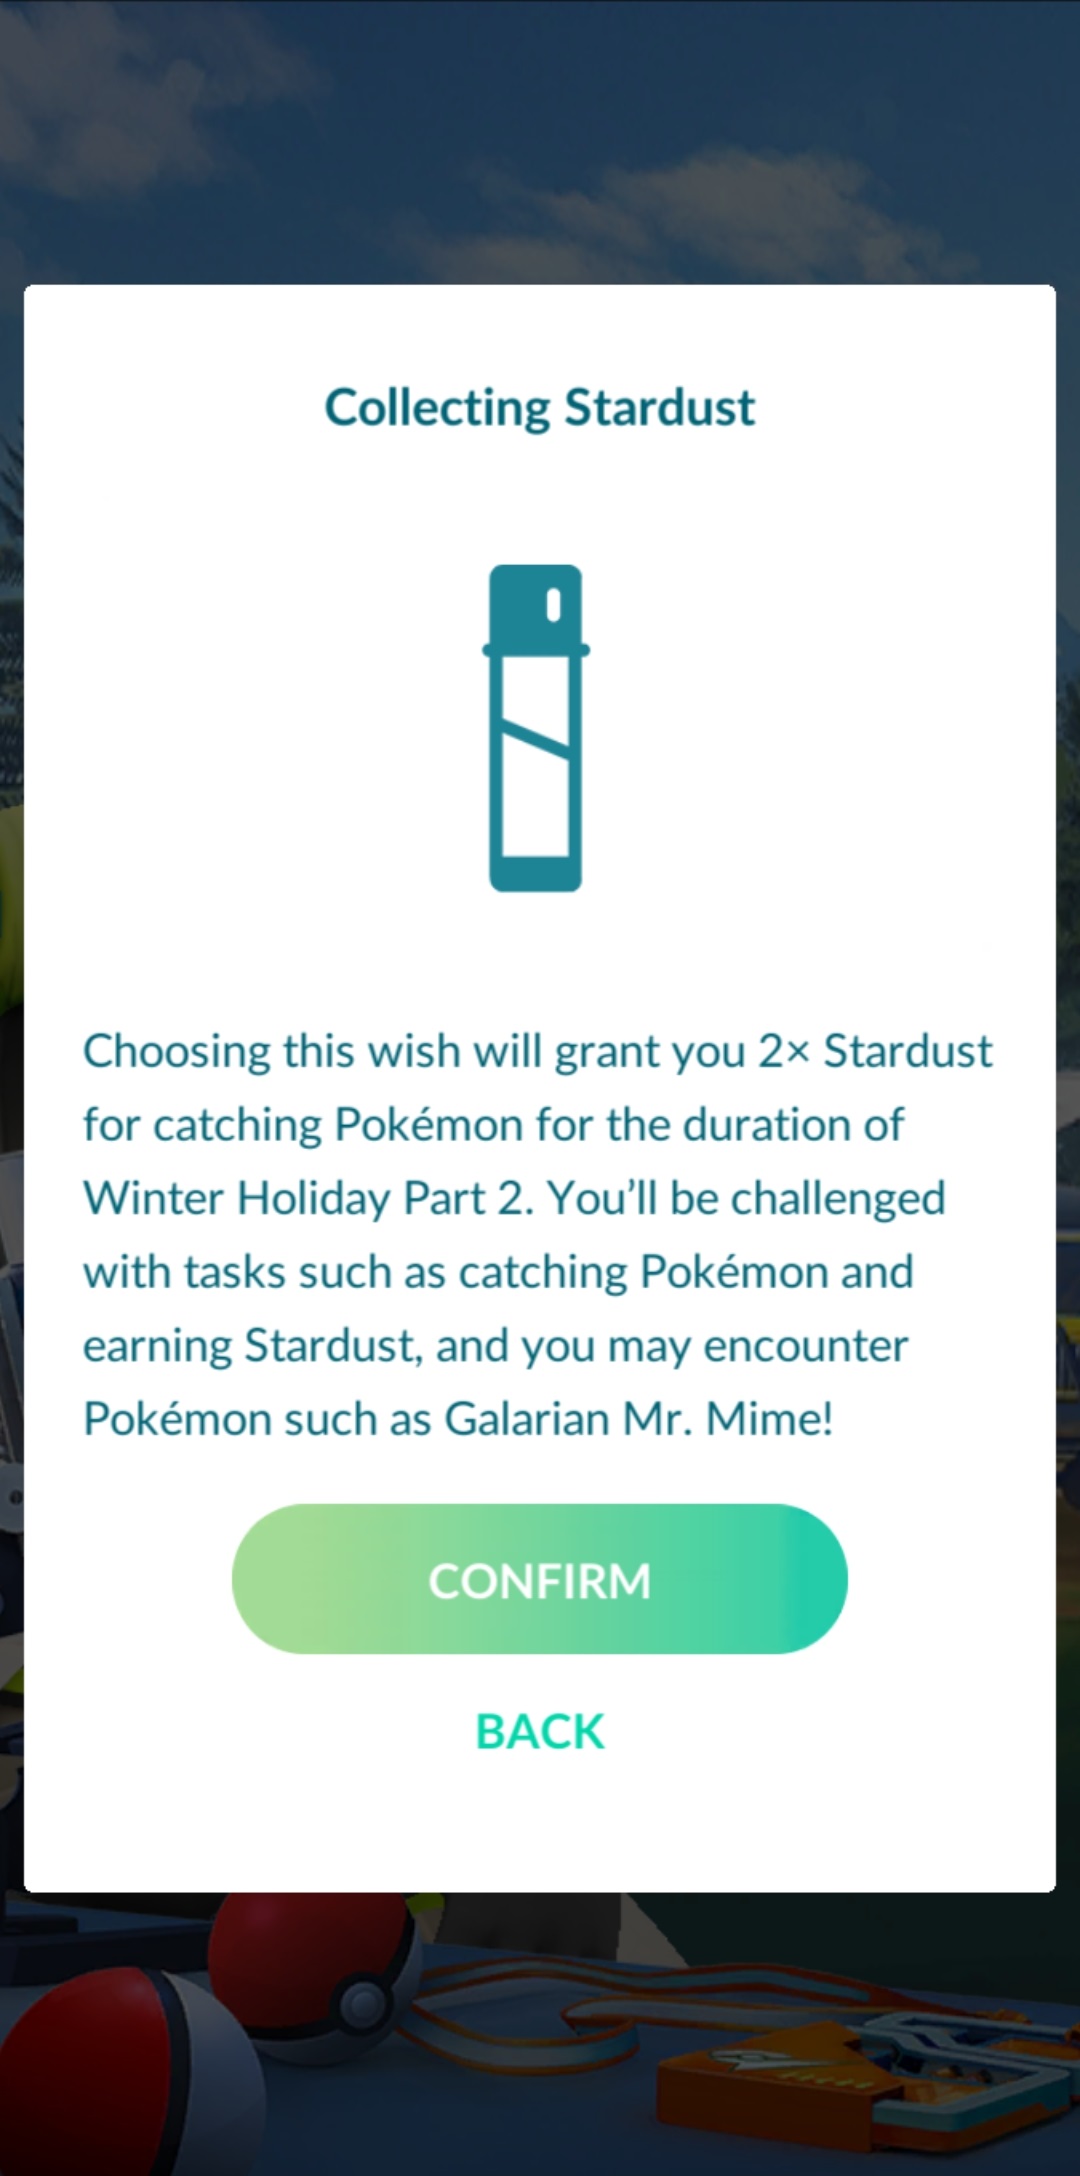 Collecting Stardust
Choosing this wish will grant you 2× Stardust
for catching Pokémon for the duration of
Winter Holiday Part 2. You’ll be challenged
with tasks such as catching Pokémon and
earning Stardust, and you may encounter
Pokémon such as Galarian Mr. Mime!
CONFIRM
BACK